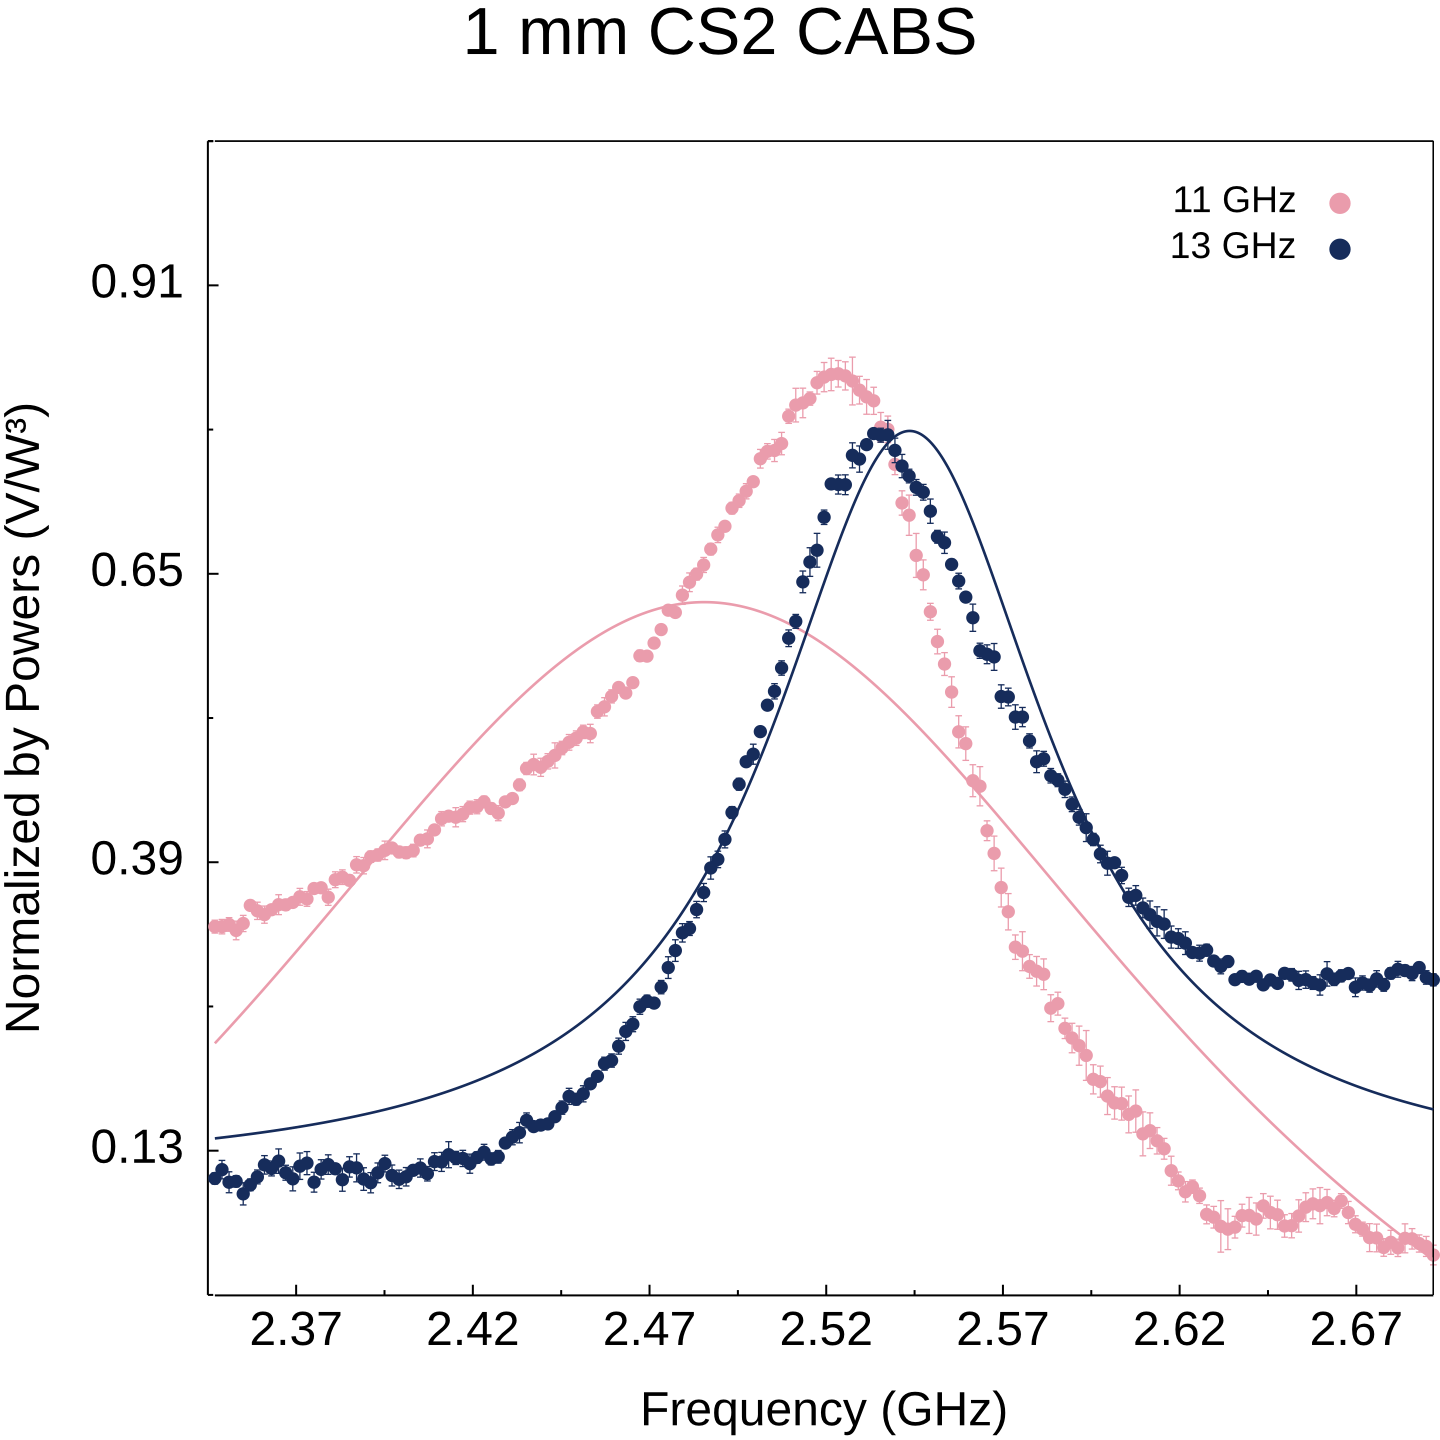 1 mm CS2 CABS
11 GHz
13 GHz
0.91
0.65
0.39
0.13
Normalized by Powers (V/W³)
2.37 2.42 2.47 2.52 2.57 2.62 2.67
Frequency (GHz)